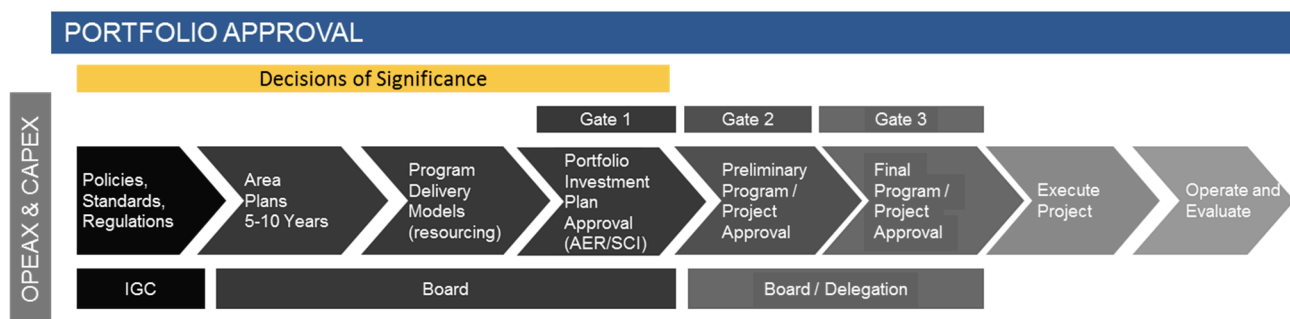 PORTFOLIO APPROVAL
Decisions of Significance
OPEAX & CAPEX
Gate 1
Gate 2
Gate 3
Policies,
Standards,
Regulations
Area
Plans
5-10 Years
Program
Delivery
Models
(resourcing)
Portfolio
Investment
Plan
Approval
(AER/SCI)
Preliminary
Program /
Project
Approval
Final
Program /
Project
Approval
Execute
Project
Operate and
Evaluate
IGC
Board
Board / Delegation